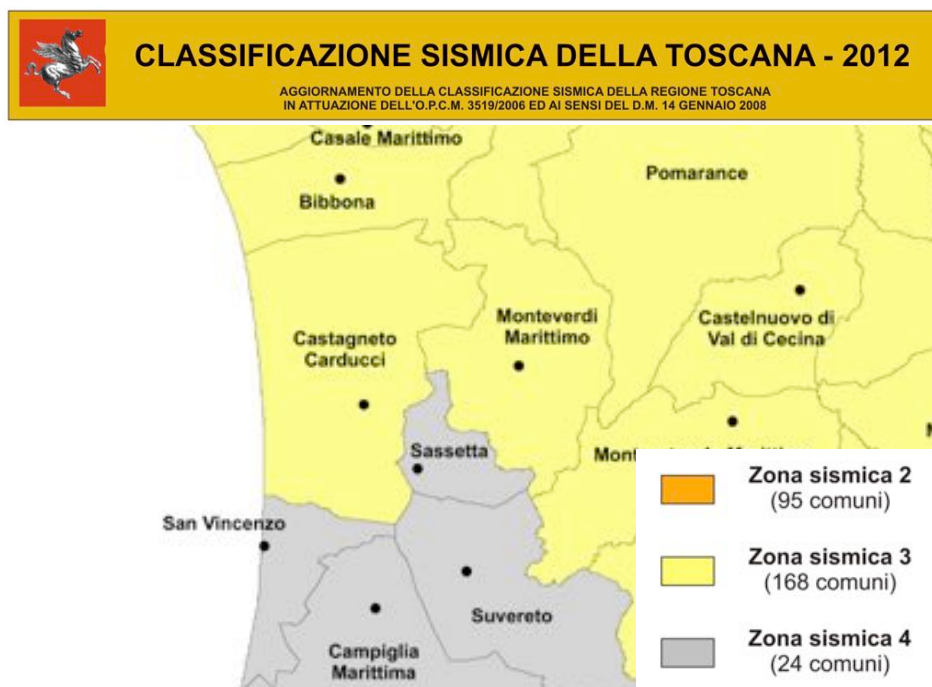 CLASSIFICAZIONE SISMICA DELLA TOSCANA - 2012
AGGIORNAMENTO DELLA CLASSIFICAZIONE SISMICA DELLA REGIONE TOSCANA
IN ATTUAZIONE DELL'O.P.C.M. 3519/2006 ED AI SENSI DEL D.M. 14 GENNAIO 2008
Casale Marittimo
Pomarance
Bibbona
Monteverdi
Marittimo
Castelnuovo di
Val di Cecina
Castagneto
Carducci
Sassetta
San Vincenzo
Suvereto
Campiglia
Marittima
Zona sismica 2
(95 comuni)
Zona sismica 3
(168 comuni)
Zona sismica 4
(24 comuni)